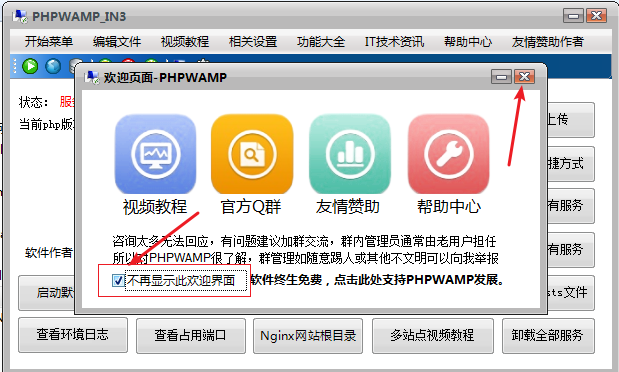 PHPWAMP_IN3
开始菜单 编辑文件 视频教程 相关设置 功能大全 IT技术资讯 帮助中心 友情赞助作者
欢迎页面-PHPWAMP
状态:
当前php版
上传
视频教程 官方Q群 友情赞助 帮助中心
捷方式
有服务
咨询太多无法回应，有问题建议加群交流，群内管理员通常由老用户担任
所以对PHPWAMP很了解，群管理如随意踢人或其他不文明可以向我举报
软件作者
有服务
不再显示此欢迎界面 软件终生免费，点击此处支持PHPWAMP发展。
启动默
sts文件
查看环境日志 查看占用端口 Nginx网站根目录 多站点视频教程 卸载全部服务